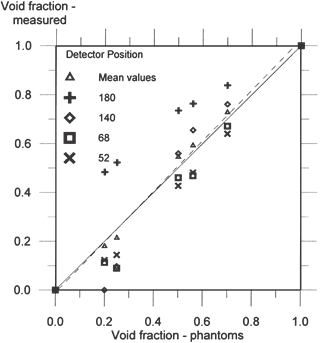 Void fraction -
measured
1.0
Detector Position
Mean values
180
0.8
140
68
52
0.6
0.4
0.2
0.0
0.0 0.2 0.4 0.6 0.8 1.0
Void fraction - phantoms